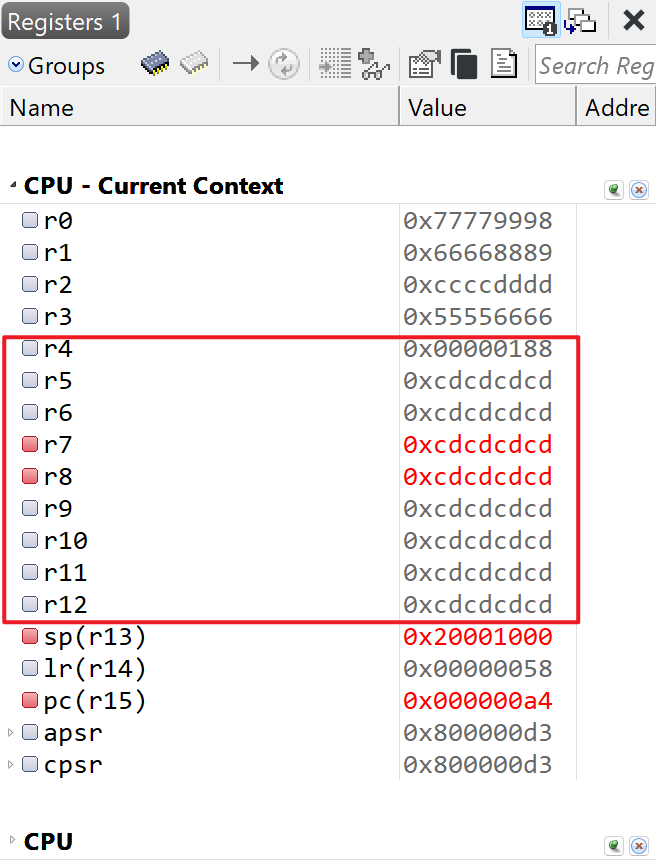 Registers 1
Groups
Search Reg
Name Value Addre
CPU - Current Context
r0 0x77779998
r1 0x66668889
r2 0xccccdddd
r3 0x55556666
r4 0x00000188
r5 0xcdcdcdcd
r6 0xcdcdcdcd
r7 0xcdcdcdcd
r8 0xcdcdcdcd
r9 0xcdcdcdcd
r10 0xcdcdcdcd
r11 0xcdcdcdcd
r12 0xcdcdcdcd
sp(r13) 0x20001000
lr(r14) 0x00000058
pc(r15) 0x000000a4
apsr 0x800000d3
cpsr 0x800000d3
CPU